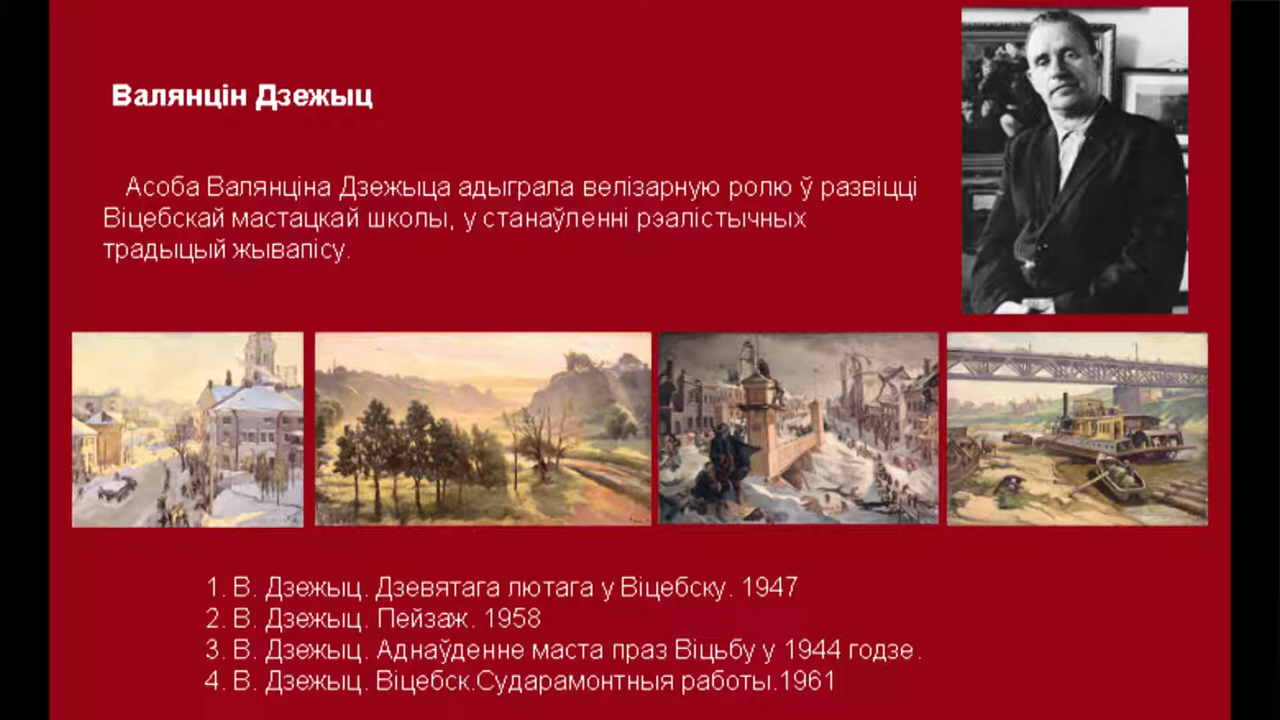 Валянцін Дзежыц
Асоба Валянціна Дзежыца адыграла велізарную ролю ў развіцці
Віцебскай мастацкай школы, у станаўленні рэалістычных
традыцый жывапісу.
1. В. Дзежыц. Дзевятага лютага у Віцебску. 1947
2. В. Дзежыц. Пейзаж. 1958
3. В. Дзежыц. Аднаўденне маста праз Віцьбу у 1944 годзе.
4. В. Дзежыц. Віцебск.Сударамонтныя работы.1961